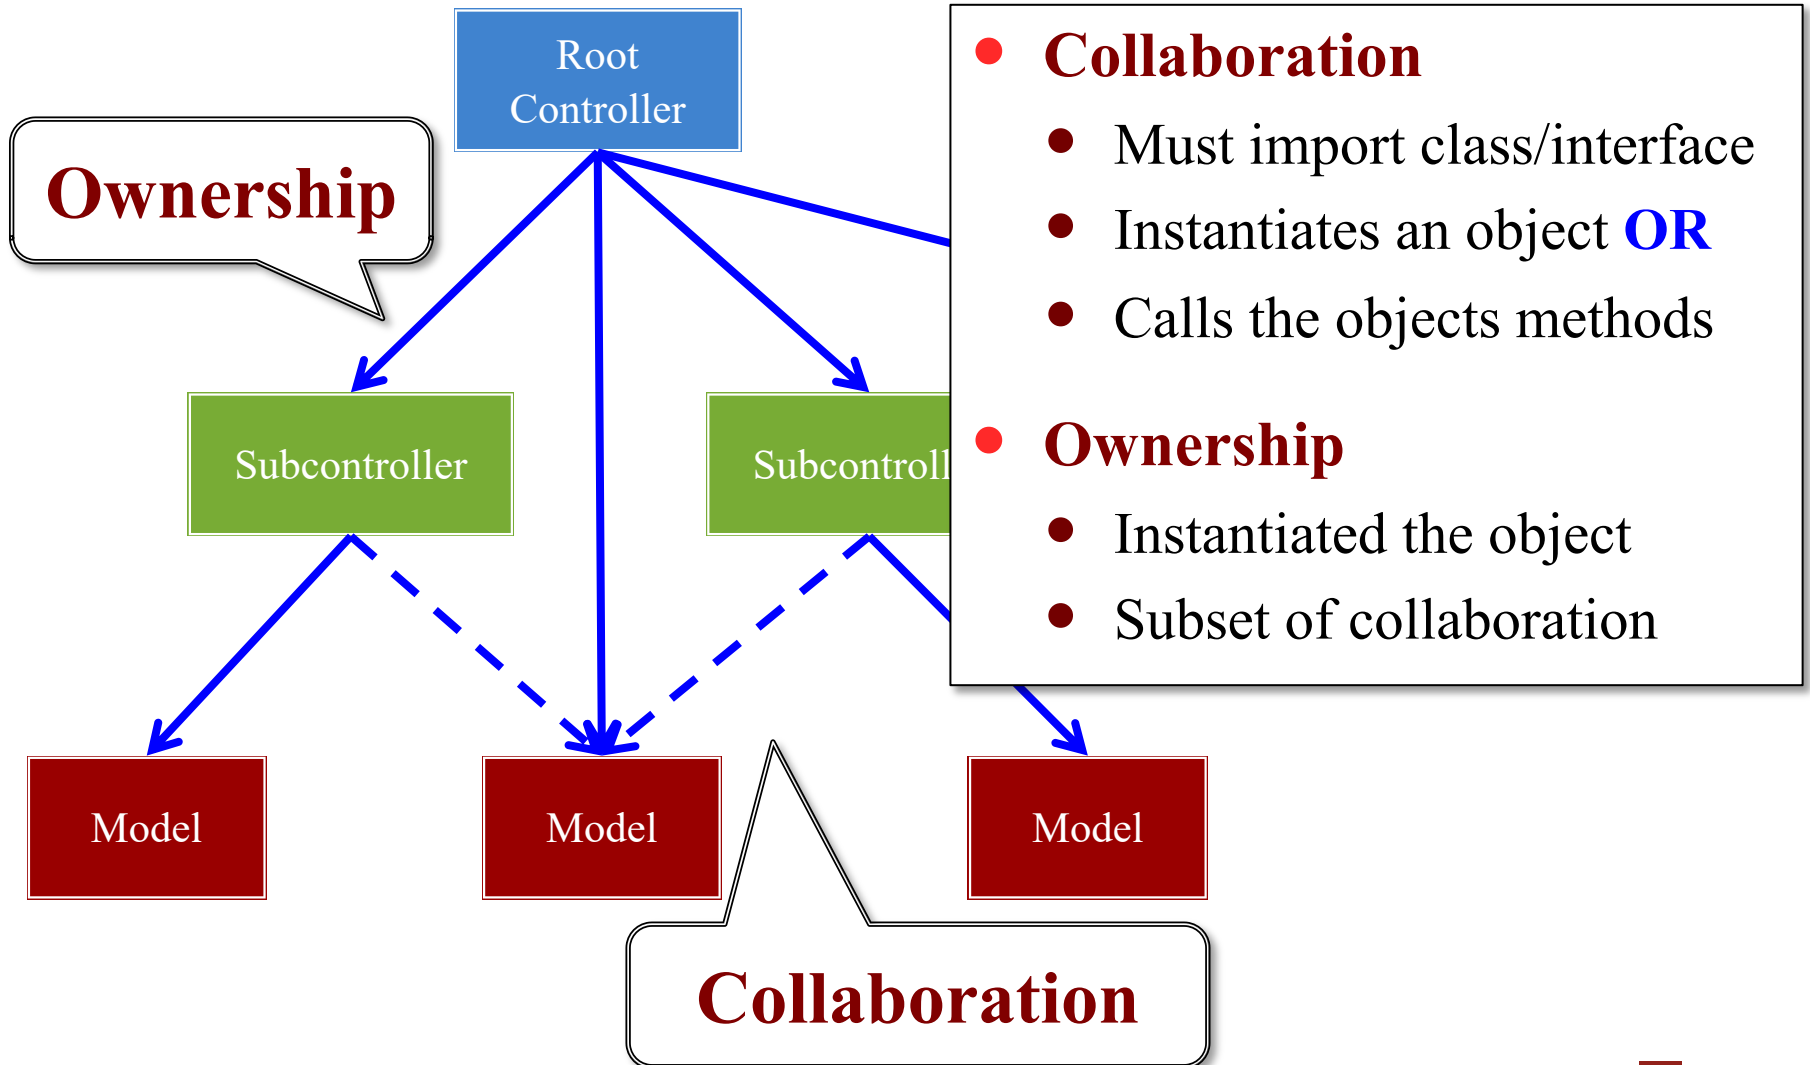 Root
Controller
Ownership
Subcontroller
Subcontroll
Model
Model
Model
Collaboration
Collaboration
Must import class/interface
Instantiates an object OR
Calls the objects methods
Ownership
Instantiated the object
Subset of collaboration